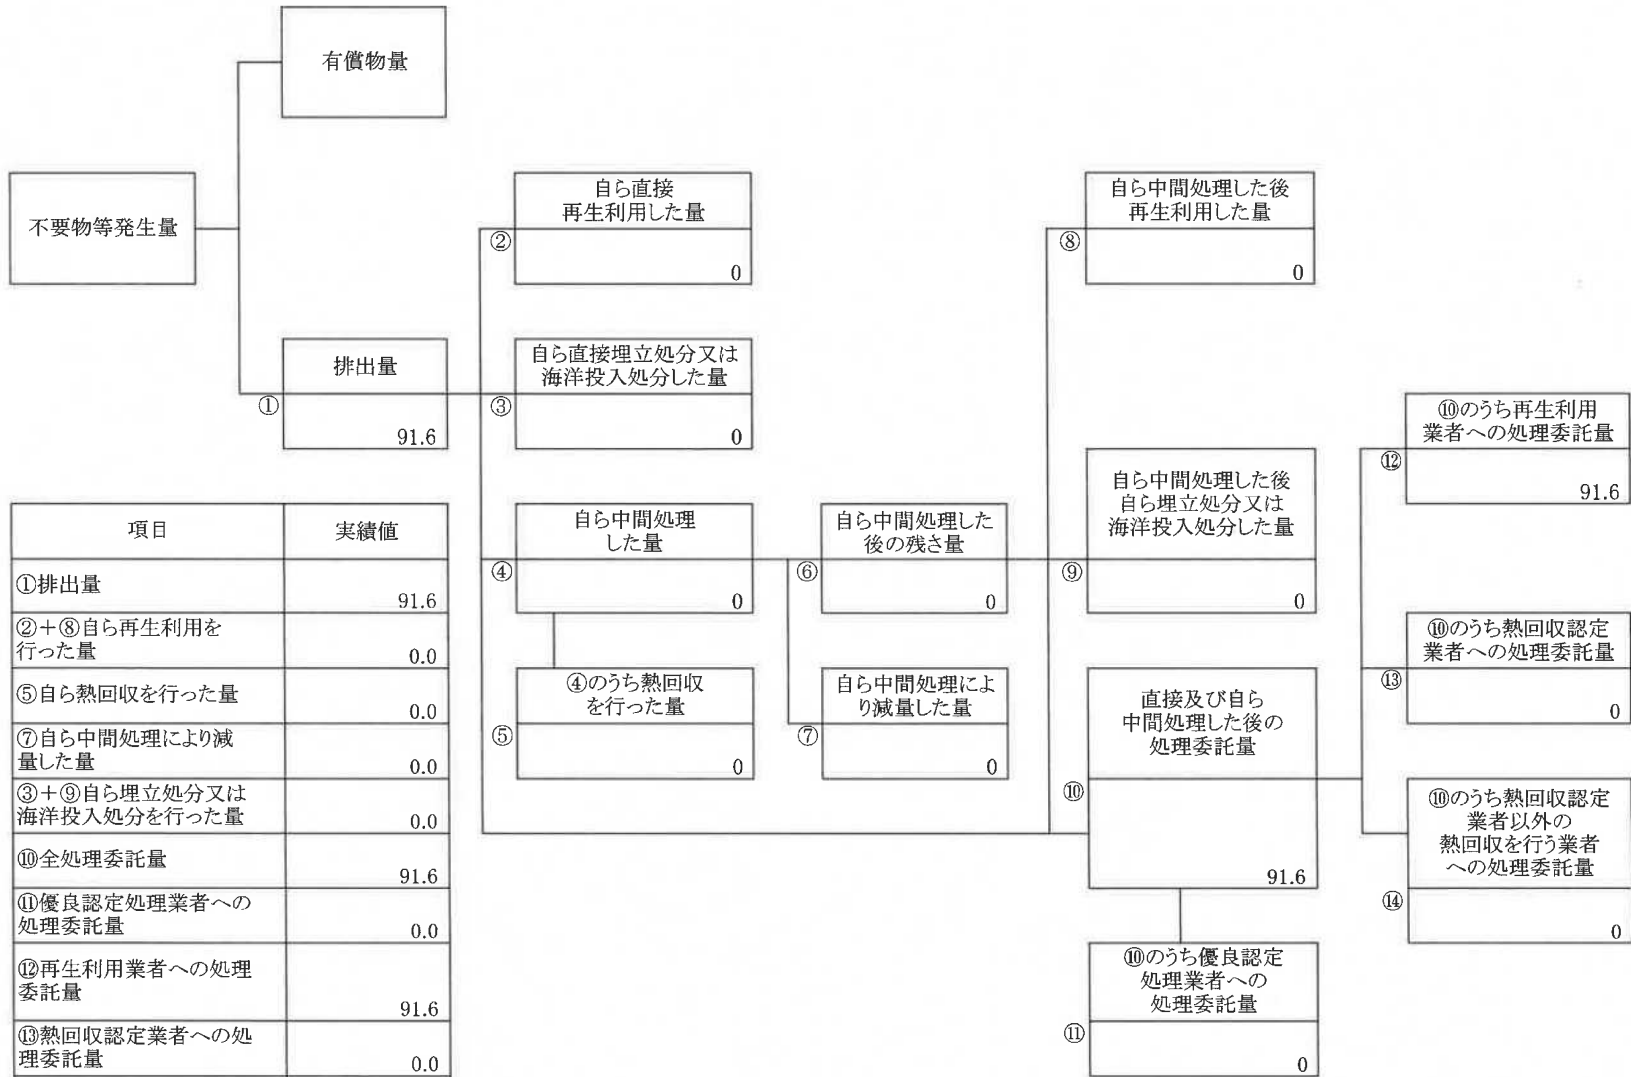 有償物量
不要物等発生量
自ら直接
再生利用した量
②
0
自ら中間処理した後
再生利用した量
⑧
0
排出量
①
91.6
自ら直接埋立処分又は
海洋投入処分した量
③
0
⑩のうち再生利用
業者への処理委託量
⑫
91.6
自ら中間処理
した量
④
0
自ら中間処理した
後の残さ量
⑥
0
自ら中間処理した後
自ら埋立処分又は
海洋投入処分した量
⑨
0
⑩のうち熱回収認定
業者への処理委託量
⑬
0
④のうち熱回収
を行った量
⑤
0
自ら中間処理によ
り減量した量
⑦
0
直接及び自ら
中間処理した後の
処理委託量
⑩
91.6
⑩のうち熱回収認定
業者以外の
熱回収を行う業者
への処理委託量
⑭
0
⑩のうち優良認定
処理業者への
処理委託量
⑪
0
項目 実績値
①排出量 91.6
②+⑧自ら再生利用を
行った量 0.0
⑤自ら熱回収を行った量 0.0
⑦自ら中間処理により減
量した量 0.0
③+⑨自ら埋立処分又は
海洋投入処分を行った量 0.0
⑩全処理委託量 91.6
⑪優良認定処理業者への
処理委託量 0.0
⑫再生利用業者への処理
委託量 91.6
⑬熱回収認定業者への処
理委託量 0.0